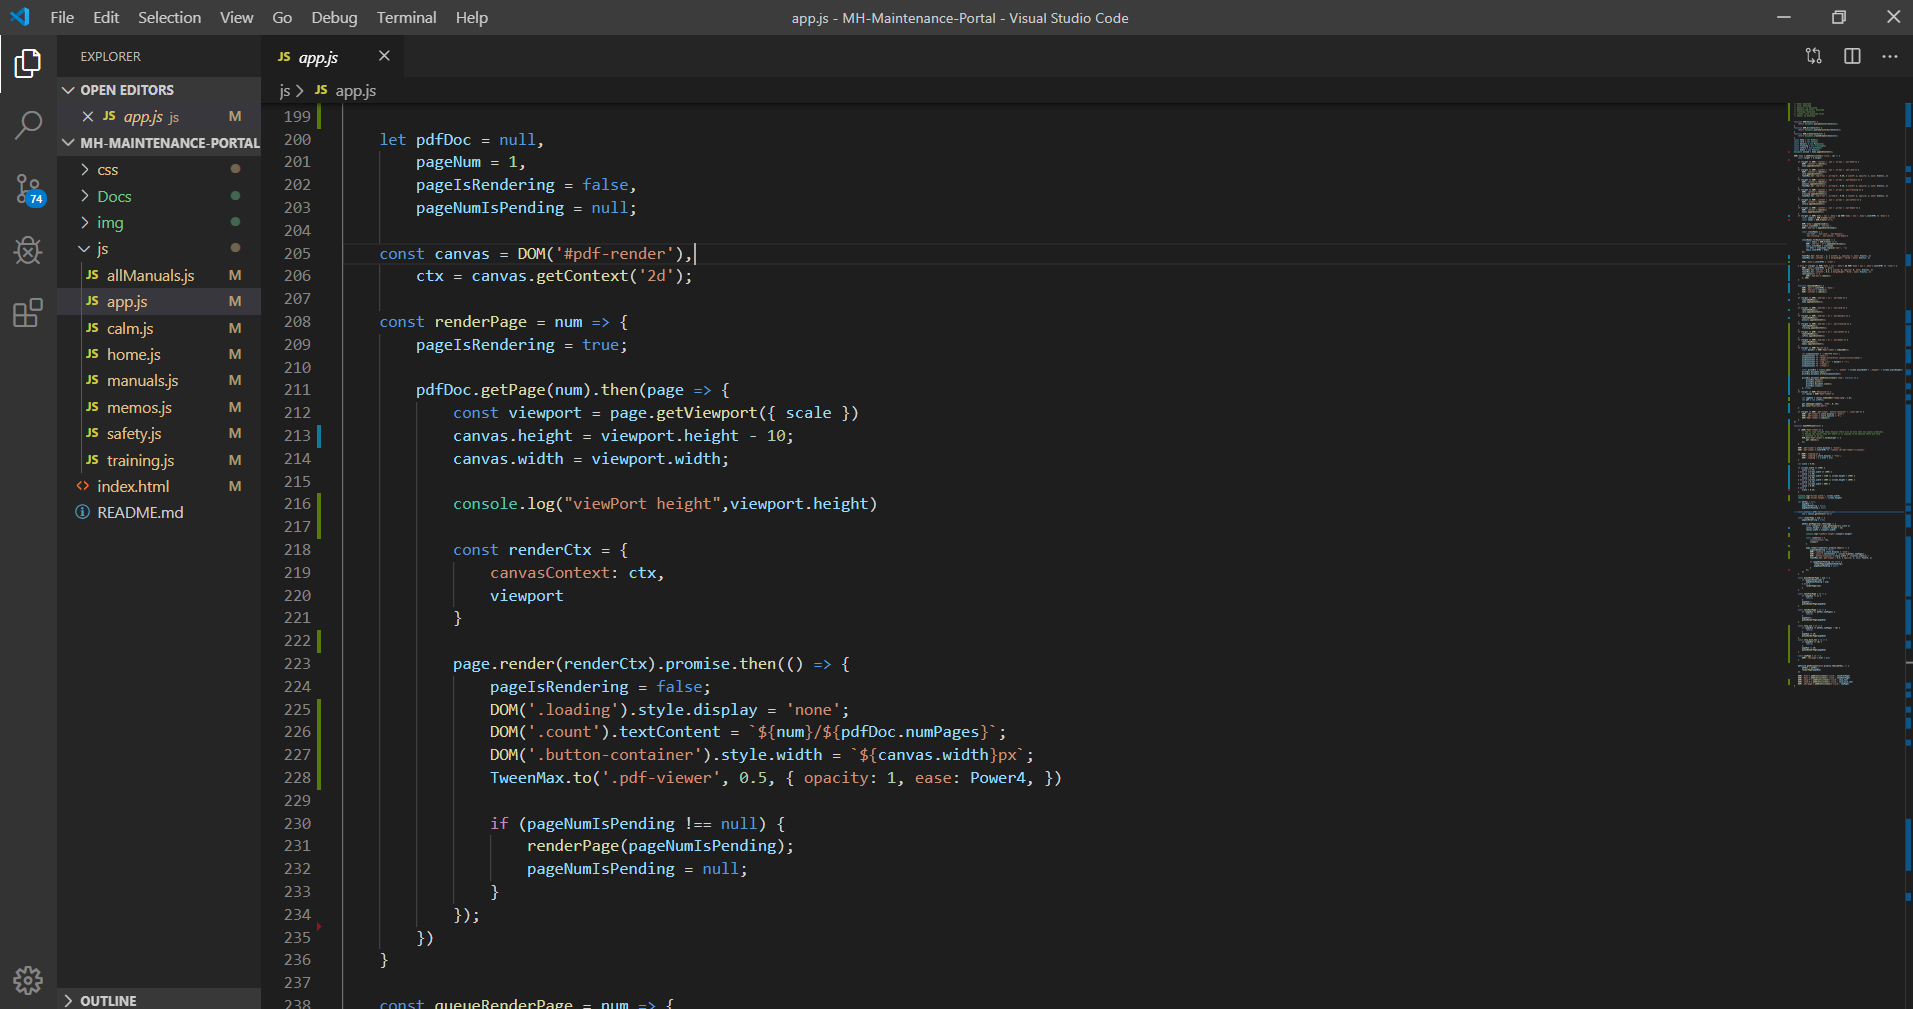 File Edit Selection View Go Debug Terminal Help
app.js - MH-Maintenance-Portal - Visual Studio Code
EXPLORER
OPEN EDITORS
JS app.js js M
MH-MAINTENANCE-PORTAL
css
Docs
img
js
JS allManuals.js M
JS app.js M
JS calm.js M
JS home.js M
JS manuals.js M
JS memos.js M
JS safety.js M
JS training.js M
<> index.html M
README.md
OUTLINE
74
JS app.js
js > JS app.js
199
200 let pdfDoc = null,
201 pageNum = 1,
202 pageIsRendering = false,
203 pageNumIsPending = null;
204
205 const canvas = DOM('#pdf-render'),
206 ctx = canvas.getContext('2d');
207
208 const renderPage = num => {
209 pageIsRendering = true;
210
211 pdfDoc.getPage(num).then(page => {
212 const viewport = page.getViewport({ scale })
213 canvas.height = viewport.height - 10;
214 canvas.width = viewport.width;
215
216 console.log("viewPort height",viewport.height)
217
218 const renderCtx = {
219 canvasContext: ctx,
220 viewport
221 }
222
223 page.render(renderCtx).promise.then(() => {
224 pageIsRendering = false;
225 DOM('.loading').style.display = 'none';
226 DOM('.count').textContent = `${num}/${pdfDoc.numPages}`;
227 DOM('.button-container').style.width = `${canvas.width}px`;
228 TweenMax.to('.pdf-viewer', 0.5, { opacity: 1, ease: Power4, })
229
230 if (pageNumIsPending !== null) {
231 renderPage(pageNumIsPending);
232 pageNumIsPending = null;
233 }
234 });
235 })
236 }
237
238 const queueRenderPage = num => {